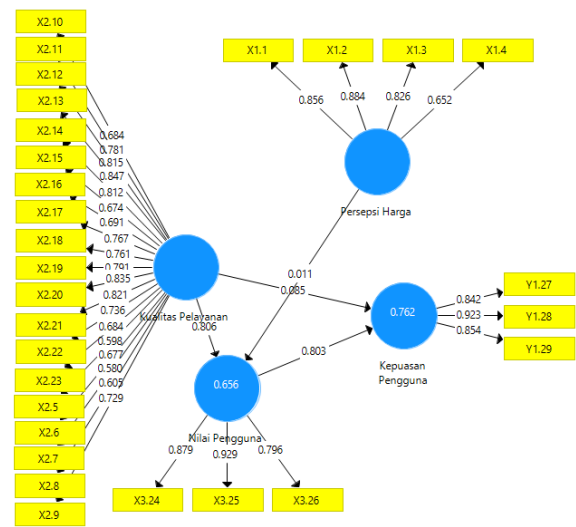 X2.10
X2.11
X2.12
X2.13
X2.14
X2.15
X2.16
X2.17
X2.18
X2.19
X2.20
X2.21
X2.22
X2.23
X2.5
X2.6
X2.7
X2.8
X2.9
0.684
0.781
0.815
0.847
0.812
0.674
0.691
0.767
0.761
0.791
0.835
0.821
0.736
0.684
0.598
0.677
0.580
0.605
0.729
Kualitas Pelayanan
X1.1
X1.2
X1.3
X1.4
0.856
0.884
0.826
0.652
Persepsi Harga
0.011
0.085
0.806
0.803
0.762
Kepuasan
Pengguna
0.842
0.923
0.854
Y1.27
Y1.28
Y1.29
0.656
Nilai Pengguna
0.879
0.929
0.796
X3.24
X3.25
X3.26